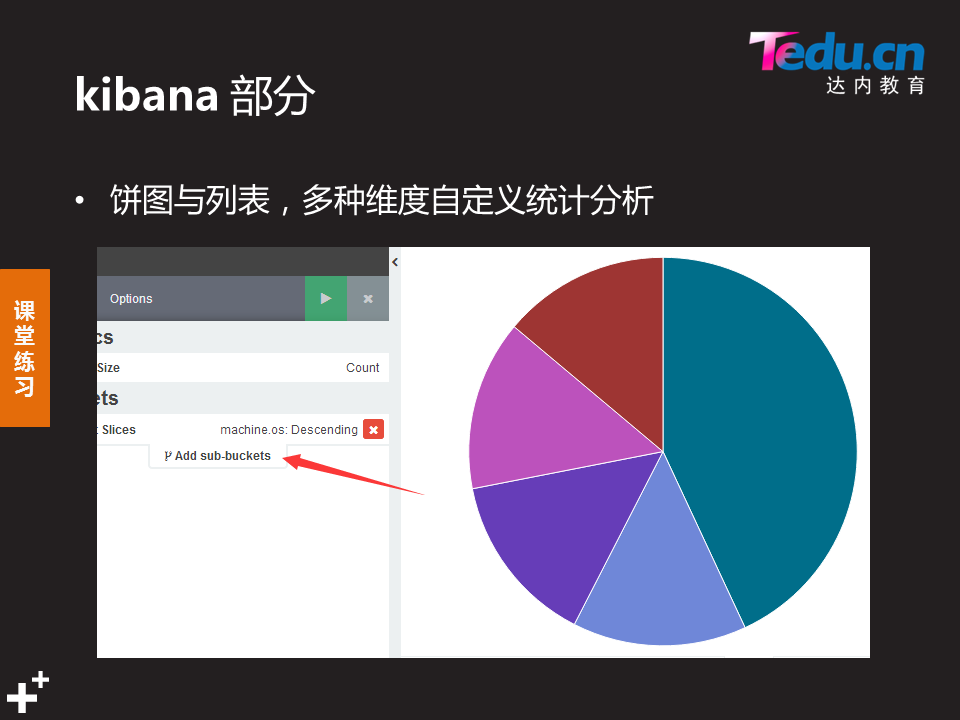 Tedu.cn
达内教育
kibana 部分
• 饼图与列表，多种维度自定义统计分析
课堂练习
Options
cs
Size
Count
ets
: Slices
machine.os: Descending
Add sub-buckets